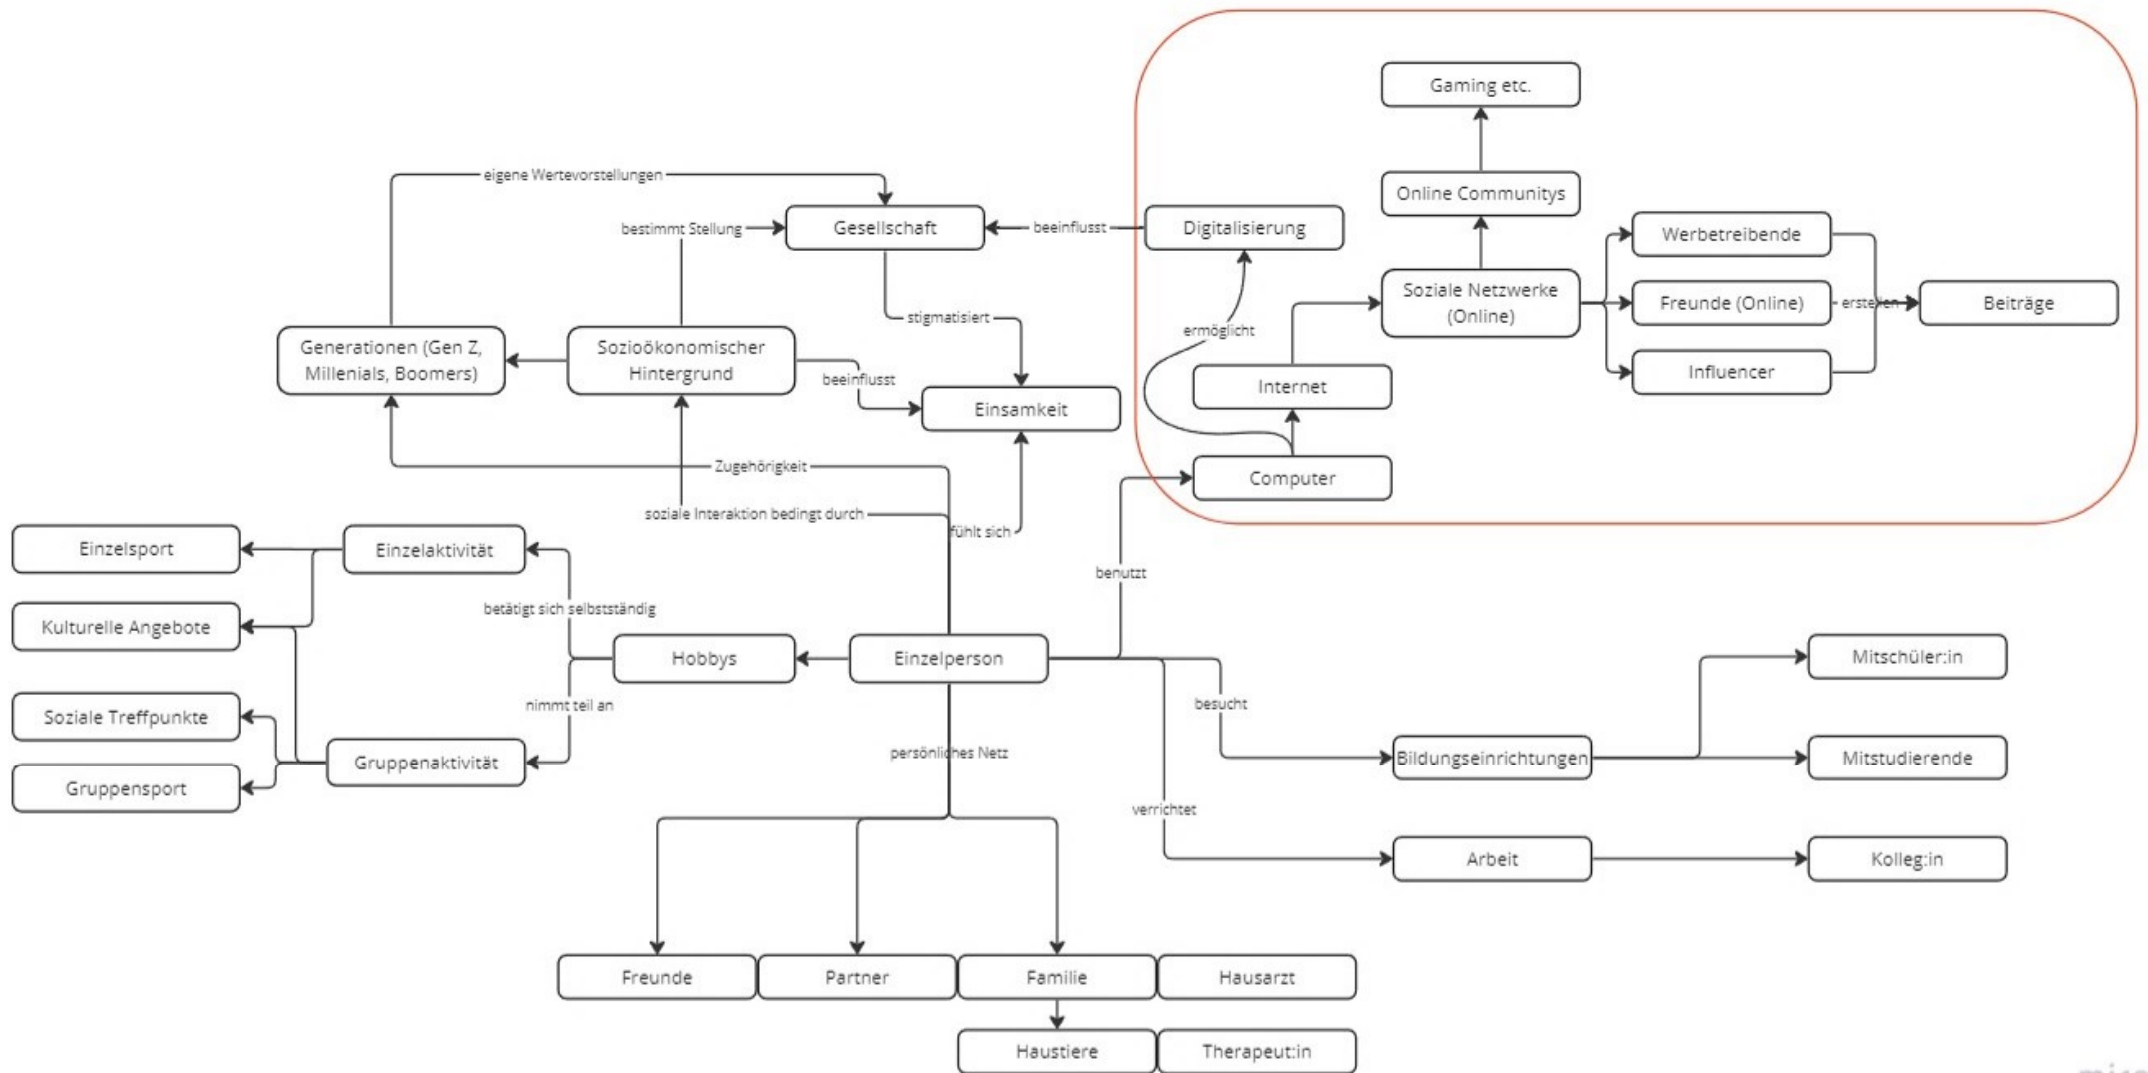 Gaming etc.
eigene Wertevorstellungen
Online Communitys
bestimmt Stellung
Gesellschaft
beeinflusst
Digitalisierung
Werbetreibende
Soziale Netzwerke
(Online)
Freunde (Online)
erstellen
Beiträge
stigmatisiert
ermöglicht
Generationen (Gen Z,
Millenials, Boomers)
Sozioökonomischer
Hintergrund
beeinflusst
Influencer
Internet
Einsamkeit
Zugehörigkeit
Computer
soziale Interaktion bedingt durch
fühlt sich
Einzelsport
Einzelaktivität
benutzt
betätigt sich selbstständig
Kulturelle Angebote
Hobbys
Einzelperson
Mitschüler:in
nimmt teil an
besucht
Soziale Treffpunkte
persönliches Netz
Gruppenaktivität
Bildungseinrichtungen
Mitstudierende
Gruppensport
verrichtet
Arbeit
Kolleg:in
Freunde
Partner
Familie
Hausarzt
Haustiere
Therapeut:in